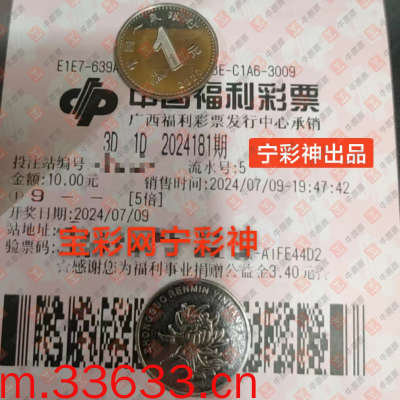 E1E7-639A
BE-C1A6-3009
中国福利彩票
广西福利彩票发行中心承销
3D 1D 2024181期
投注站编号
流水号:5
宁彩神出品
金额:10.00元
销售时间:2024/07/09-19:47:42
① 9 — — [5倍]
开奖日期:2024/07/09
站地址:
宝彩网宁彩神
验票码:
-A1FE44D2
感谢您为福利事业捐赠公益金3.40元
RENMIN YINHANG
m.33633.cn